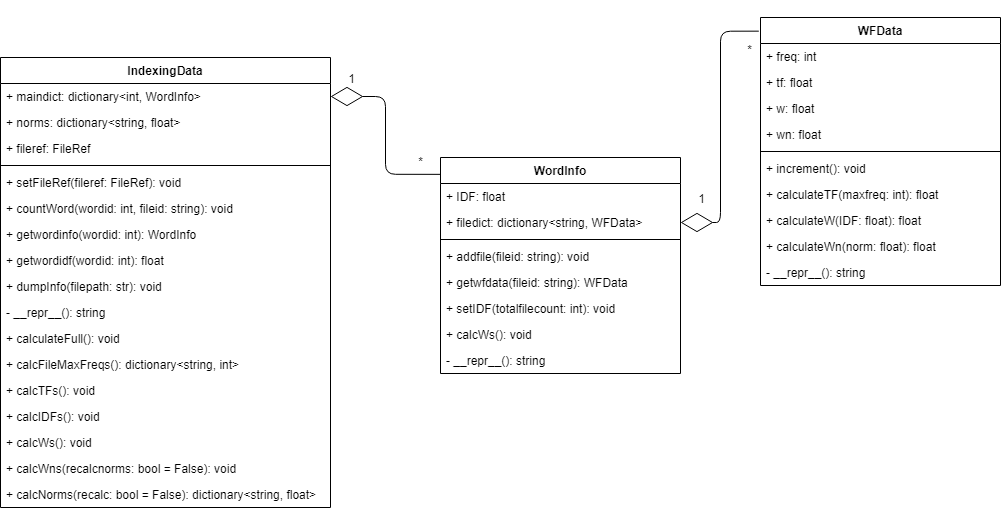 IndexingData
+ maindict: dictionary<int, WordInfo>
+ norms: dictionary<string, float>
+ fileref: FileRef
+ setFileRef(fileref: FileRef): void
+ countWord(wordid: int, fileid: string): void
+ getwordinfo(wordid: int): WordInfo
+ getwordidf(wordid: int): float
+ dumpInfo(filepath: str): void
- __repr__(): string
+ calculateFull(): void
+ calcFileMaxFreqs(): dictionary<string, int>
+ calcTFs(): void
+ calcIDFs(): void
+ calcWs(): void
+ calcWns(recalcnorms: bool = False): void
+ calcNorms(recalc: bool = False): dictionary<string, float>
1
*
WordInfo
+ IDF: float
+ filedict: dictionary<string, WFData>
+ addfile(fileid: string): void
+ getwfdata(fileid: string): WFData
+ setIDF(totalfilecount: int): void
+ calcWs(): void
- __repr__(): string
1
*
WFData
+ freq: int
+ tf: float
+ w: float
+ wn: float
+ increment(): void
+ calculateTF(maxfreq: int): float
+ calculateW(IDF: float): float
+ calculateWn(norm: float): float
- __repr__(): string